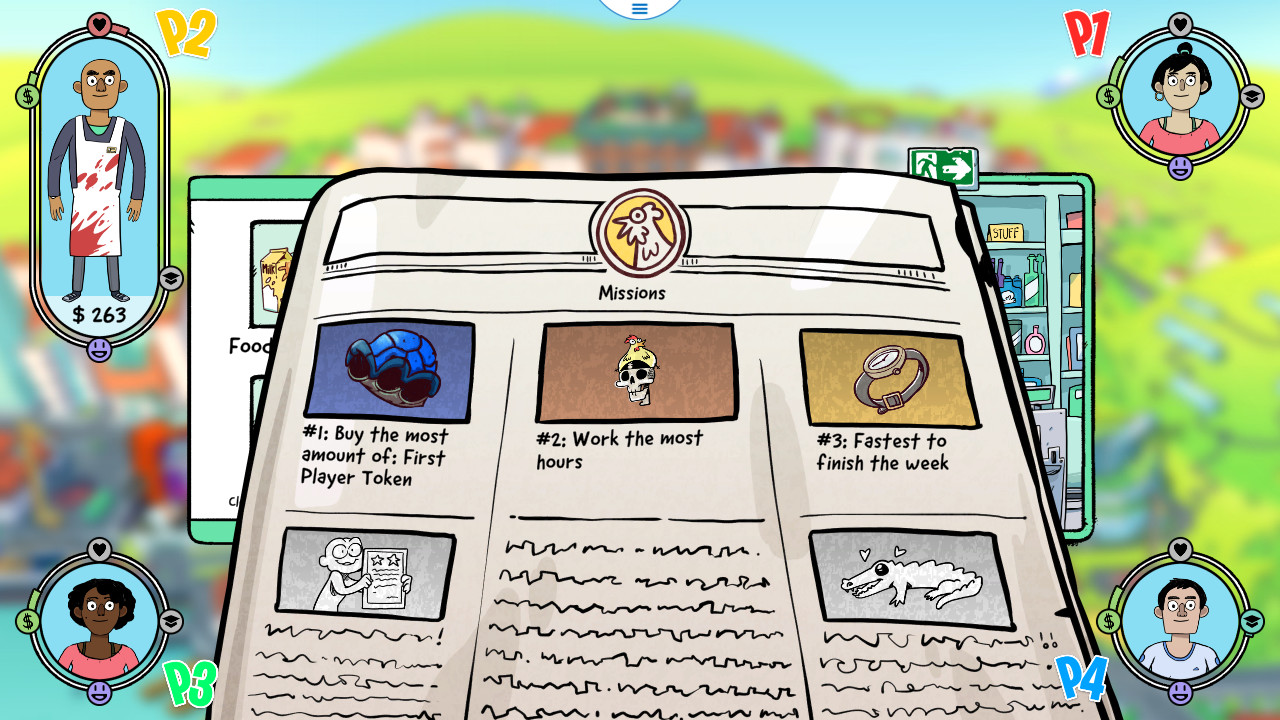 P2
P1
STUFF
Milk
$ 263
Missions
Food
#1: Buy the most
amount of: First
Player Token
#2: Work the most
hours
#3: Fastest to
finish the week
P3
P4